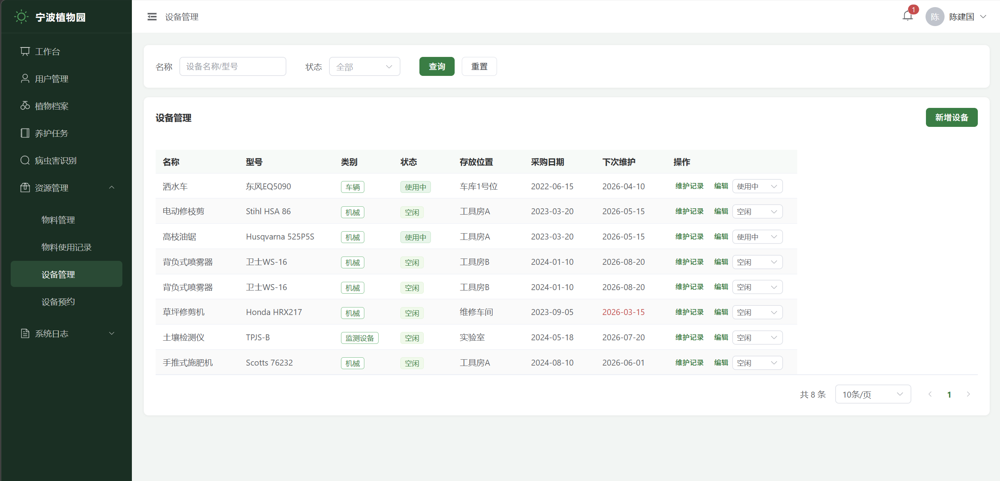 宁波植物园
设备管理
1
陈 陈建国
工作台
用户管理
植物档案
养护任务
病虫害识别
资源管理
物料管理
物料使用记录
设备管理
设备预约
系统日志
名称 设备名称/型号 状态 全部 查询 重置
设备管理 新增设备
名称 型号 类别 状态 存放位置 采购日期 下次维护 操作
洒水车 东风EQ5090 车辆 使用中 车库1号位 2022-06-15 2026-04-10 维护记录 编辑 使用中
电动修枝剪 Stihl HSA 86 机械 空闲 工具房A 2023-03-20 2026-05-15 维护记录 编辑 空闲
高枝油锯 Husqvarna 525P5S 机械 使用中 工具房A 2023-03-20 2026-05-15 维护记录 编辑 使用中
背负式喷雾器 卫士WS-16 机械 空闲 工具房B 2024-01-10 2026-08-20 维护记录 编辑 空闲
背负式喷雾器 卫士WS-16 机械 空闲 工具房B 2024-01-10 2026-08-20 维护记录 编辑 空闲
草坪修剪机 Honda HRX217 机械 空闲 维修车间 2023-09-05 2026-03-15 维护记录 编辑 空闲
土壤检测仪 TPJS-B 监测设备 空闲 实验室 2024-05-18 2026-07-20 维护记录 编辑 空闲
手推式施肥机 Scotts 76232 机械 空闲 工具房A 2024-08-10 2026-06-01 维护记录 编辑 空闲
共 8 条 10条/页 1